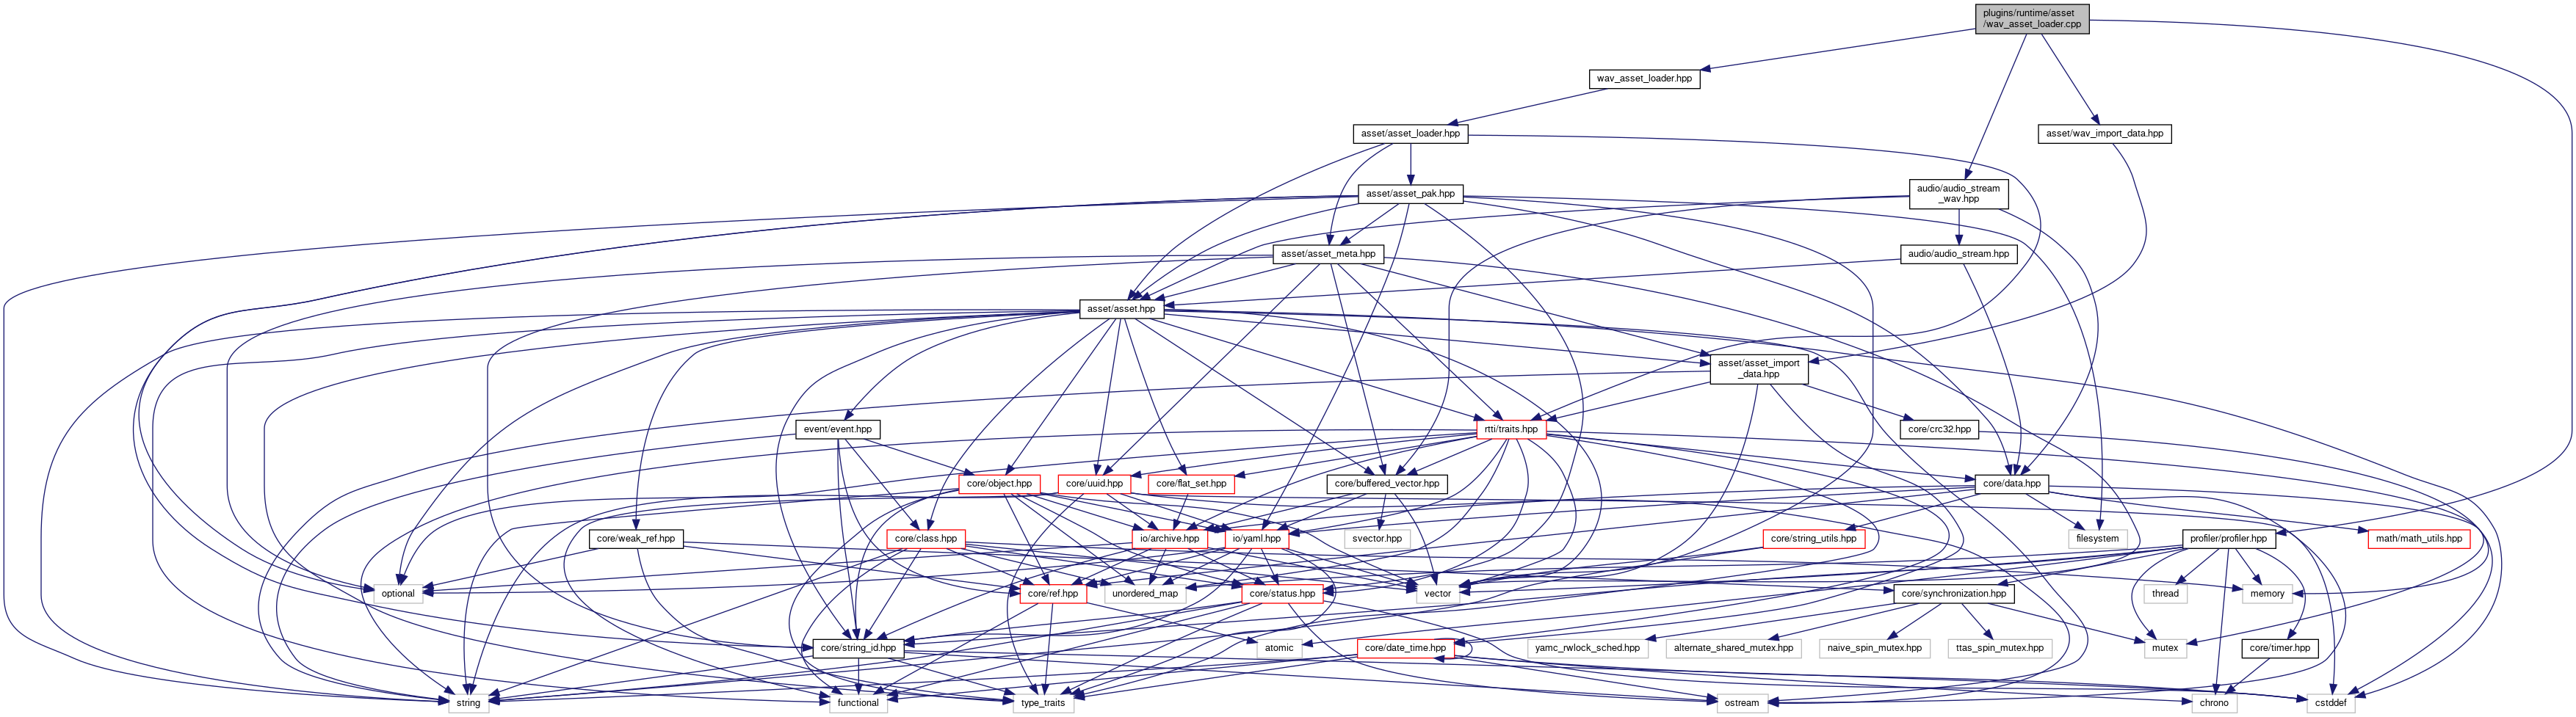 plugins/runtime/asset
/wav_asset_loader.cpp
wav_asset_loader.hpp
asset/asset_loader.hpp
asset/wav_import_data.hpp
asset/asset_pak.hpp
audio/audio_stream
_wav.hpp
asset/asset_meta.hpp
audio/audio_stream.hpp
asset/asset.hpp
asset/asset_import
_data.hpp
event/event.hpp
rtti/traits.hpp
core/crc32.hpp
core/object.hpp
core/uuid.hpp
core/flat_set.hpp
core/buffered_vector.hpp
core/data.hpp
core/weak_ref.hpp
core/class.hpp
io/archive.hpp
io/yaml.hpp
svector.hpp
core/string_utils.hpp
filesystem
profiler/profiler.hpp
math/math_utils.hpp
optional
core/ref.hpp
unordered_map
core/status.hpp
vector
core/synchronization.hpp
thread
memory
core/string_id.hpp
atomic
core/date_time.hpp
yamc_rwlock_sched.hpp
alternate_shared_mutex.hpp
naive_spin_mutex.hpp
ttas_spin_mutex.hpp
mutex
core/timer.hpp
string
functional
type_traits
ostream
chrono
cstddef